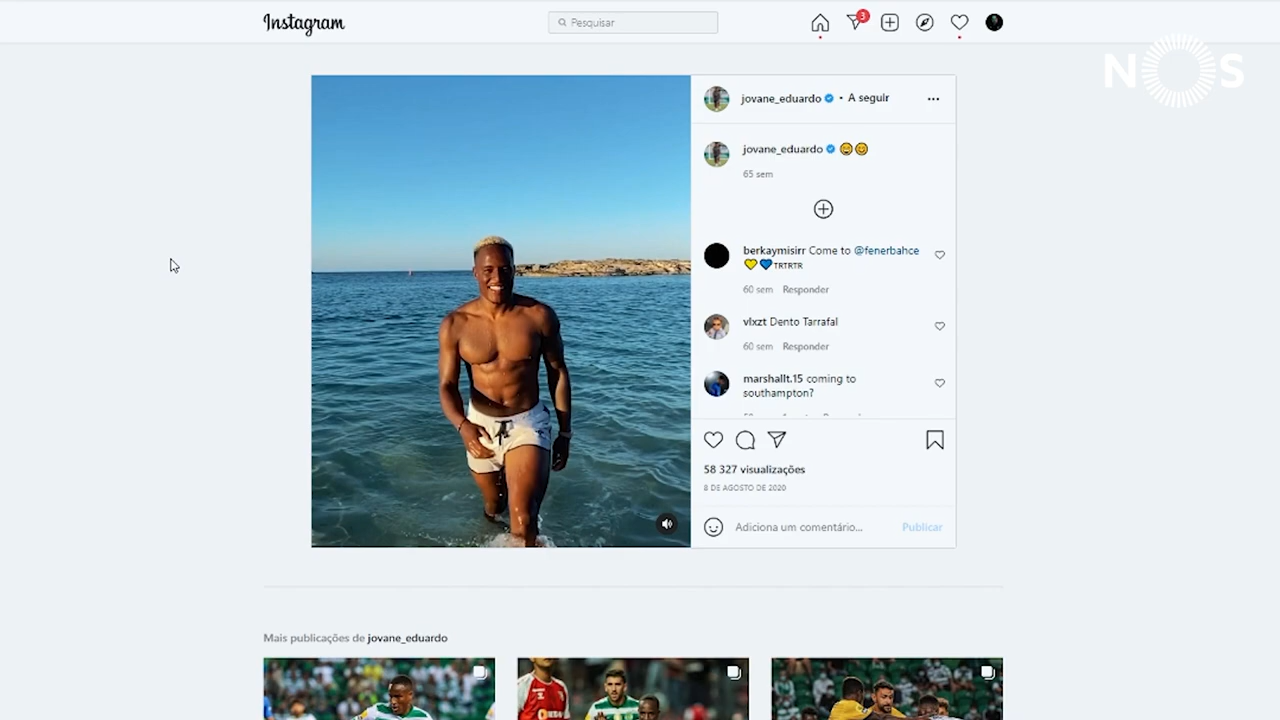 Instagram
Pesquisar
3
NOS
jovane_eduardo • A seguir
jovane_eduardo
65 sem
berkaymisirr Come to @fenerbahce
TRTRTR
60 sem Responder
vlxzt Dento Tarrafal
60 sem Responder
marshallt.15 coming to
southampton?
58 327 visualizações
8 DE AGOSTO DE 2020
Adiciona um comentário... Publicar
Mais publicações de jovane_eduardo